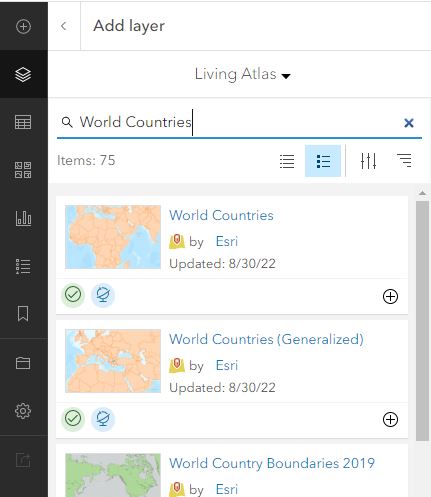 Add layer
Living Atlas
World Countries
Items: 75
World Countries
by Esri
Updated: 8/30/22
World Countries (Generalized)
by Esri
Updated: 8/30/22
World Country Boundaries 2019
by Esri